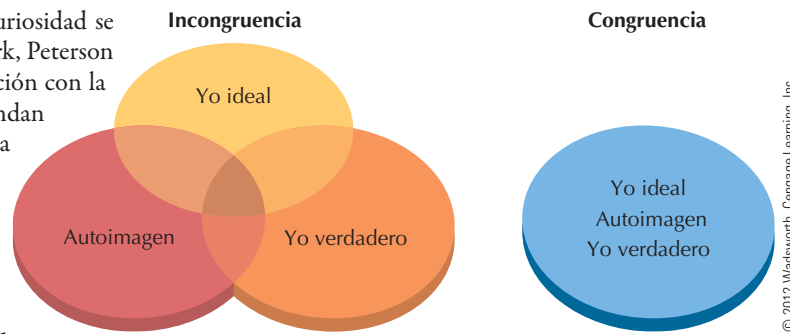 uriosidad se
rk, Peterson
ción con la
ndan
a
Incongruencia
Yo ideal
Autoimagen
Yo verdadero
Congruencia
Yo ideal
Autoimagen
Yo verdadero
© 2012 Wadsworth, Cengage Learning, Inc.